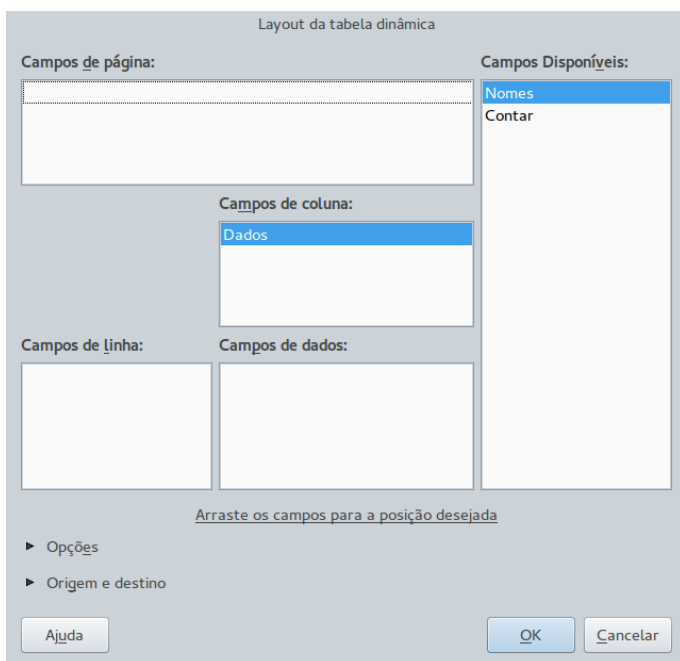 Layout da tabela dinâmica
Campos de página:
Campos Disponíveis:
Nomes
Contar
Campos de coluna:
Dados
Campos de linha:
Campos de dados:
Arraste os campos para a posição desejada
Opções
Origem e destino
Ajuda
OK
Cancelar